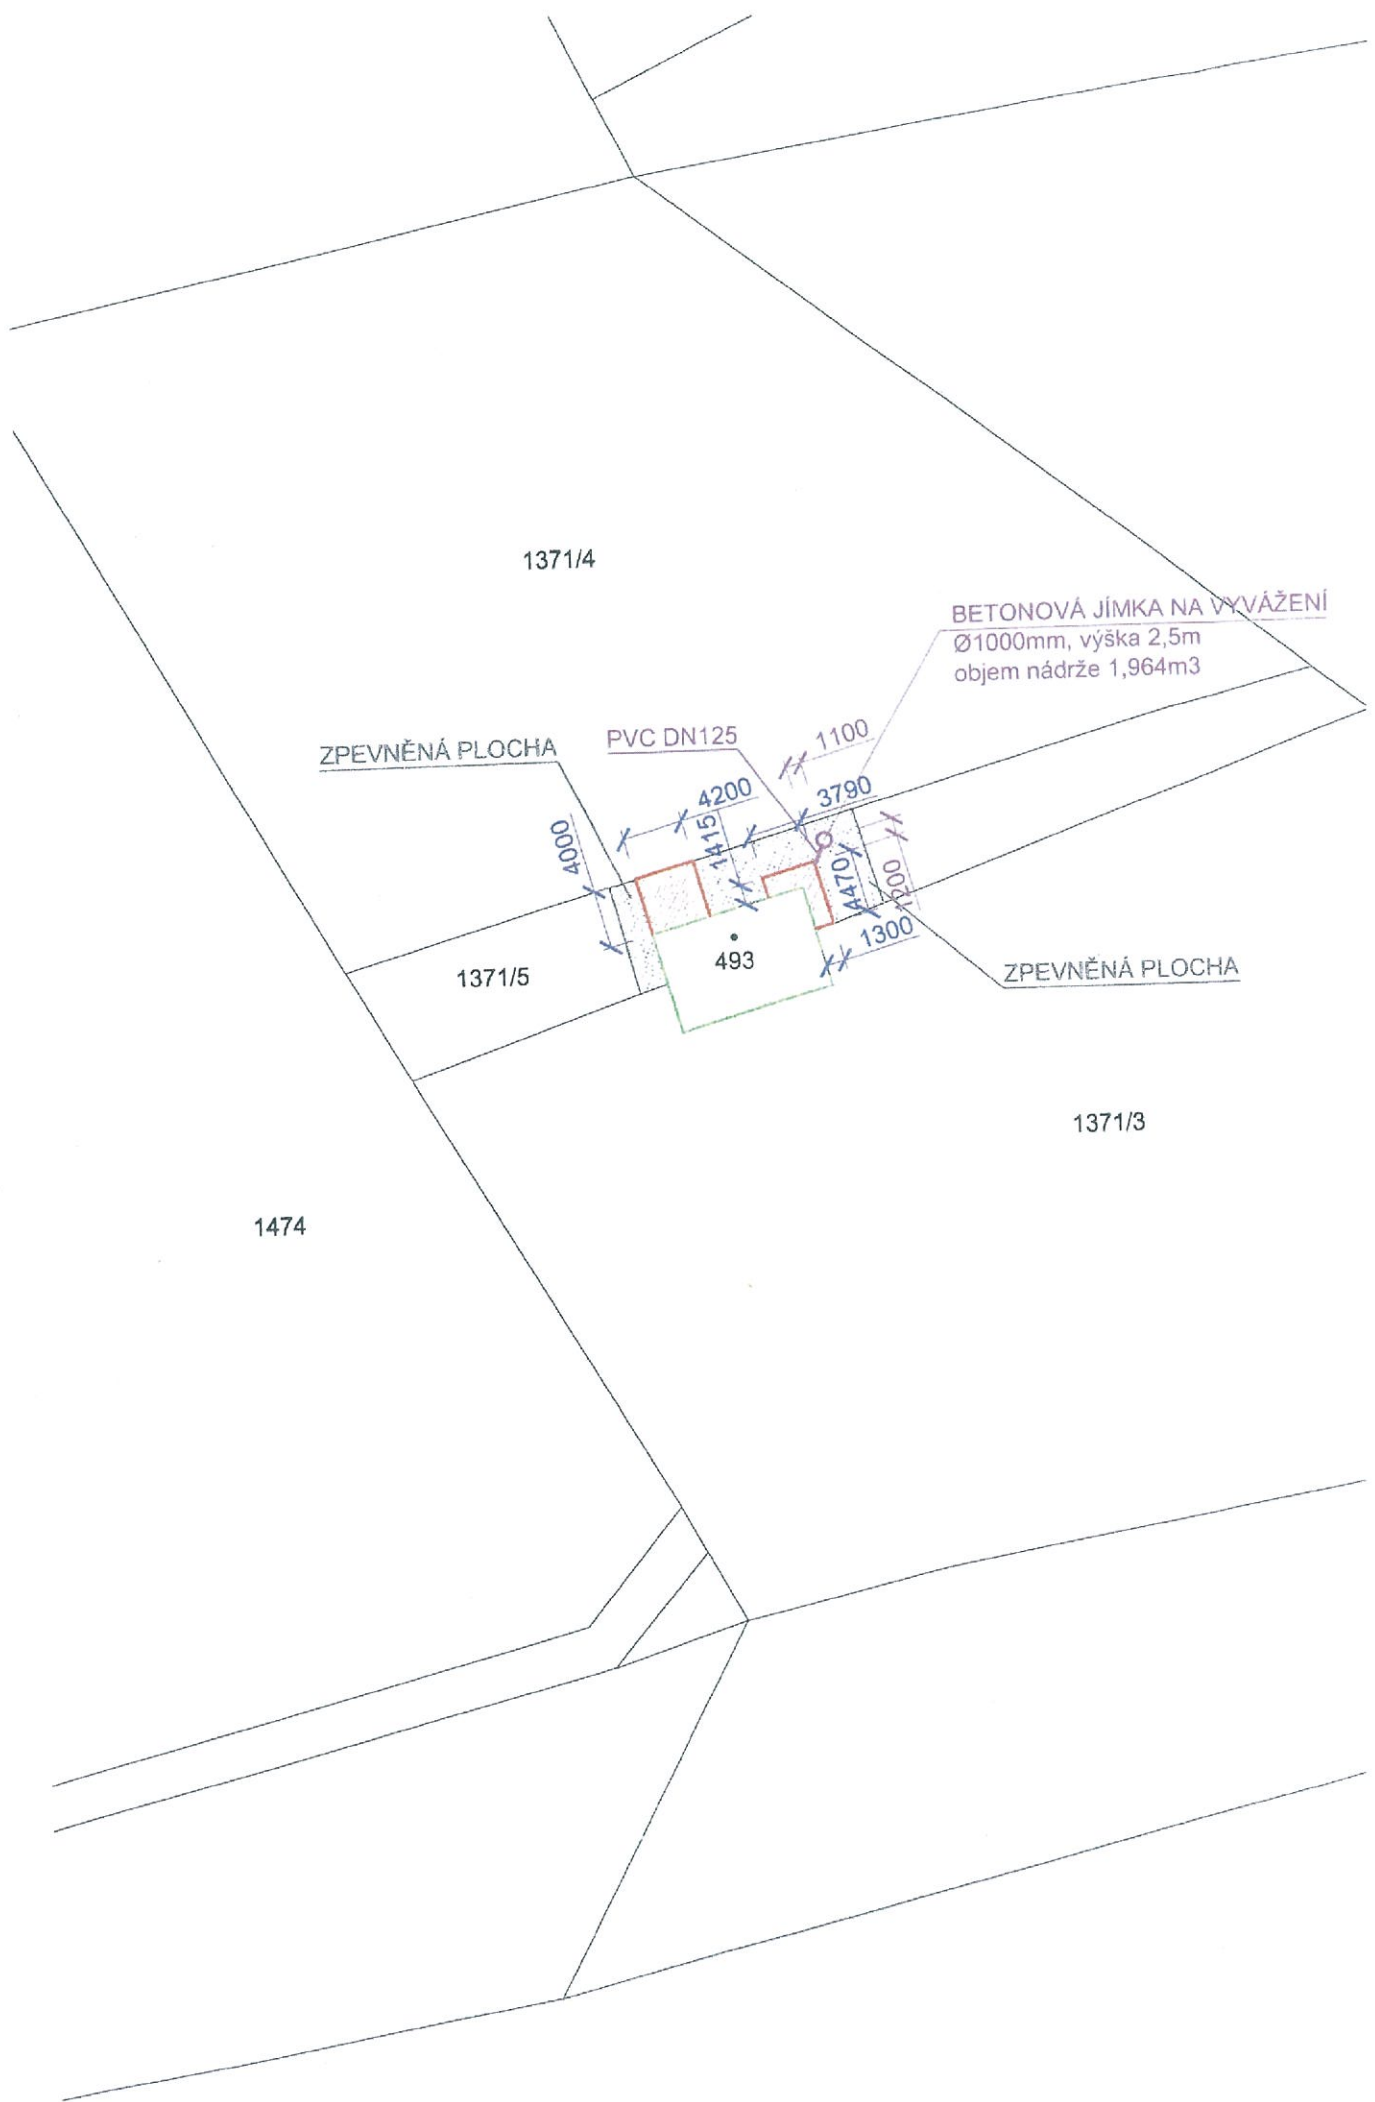 1371/4
BETONOVÁ JÍMKA NA VYVÁŽENÍ
Ø1000mm, výška 2,5m
objem nádrže 1,964m3
ZPEVNĚNÁ PLOCHA
PVC DN125
1100
4200
3790
4000
1415
4470
1200
1300
493
1371/5
ZPEVNĚNÁ PLOCHA
1371/3
1474